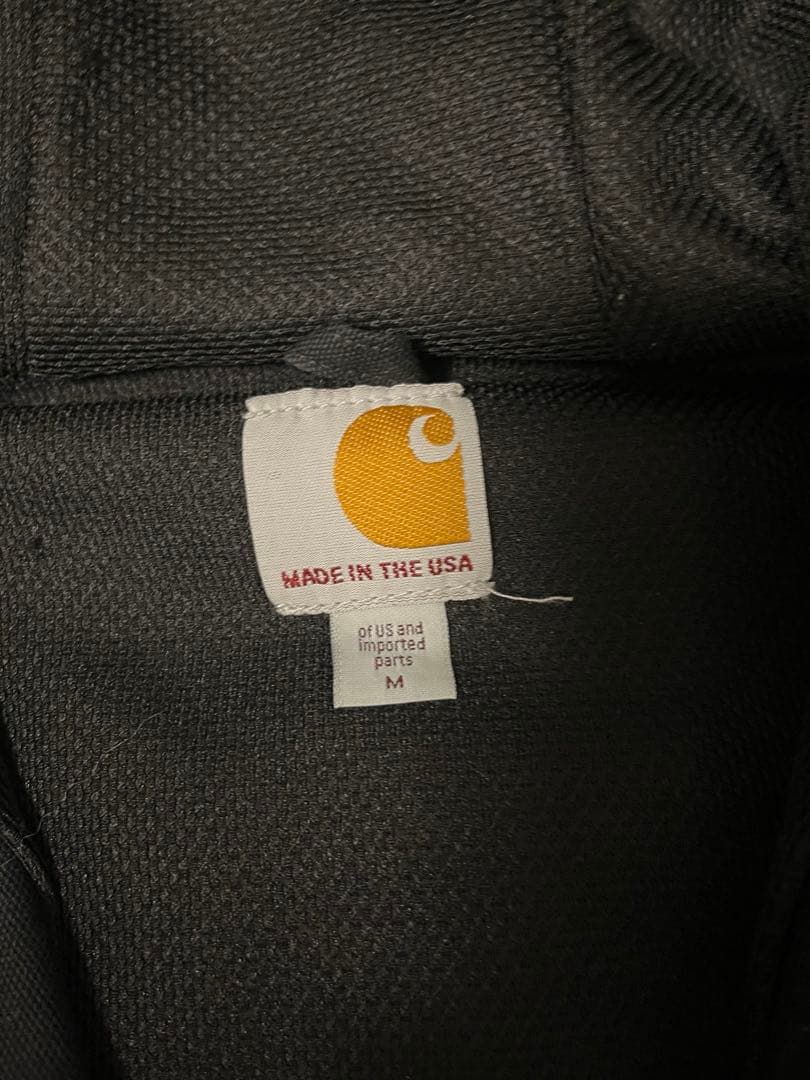 MADE IN THE USA
of US and
imported
parts
M